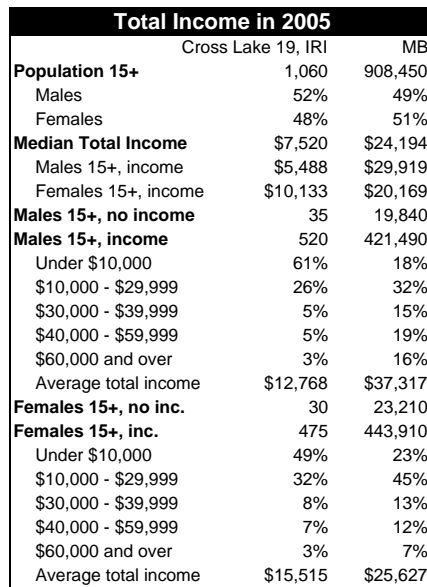 Total Income in 2005
Cross Lake 19, IRI MB
Population 15+ 1,060 908,450
Males 52% 49%
Females 48% 51%
Median Total Income $7,520 $24,194
Males 15+, income $5,488 $29,919
Females 15+, income $10,133 $20,169
Males 15+, no income 35 19,840
Males 15+, income 520 421,490
Under $10,000 61% 18%
$10,000 - $29,999 26% 32%
$30,000 - $39,999 5% 15%
$40,000 - $59,999 5% 19%
$60,000 and over 3% 16%
Average total income $12,768 $37,317
Females 15+, no inc. 30 23,210
Females 15+, inc. 475 443,910
Under $10,000 49% 23%
$10,000 - $29,999 32% 45%
$30,000 - $39,999 8% 13%
$40,000 - $59,999 7% 12%
$60,000 and over 3% 7%
Average total income $15,515 $25,627